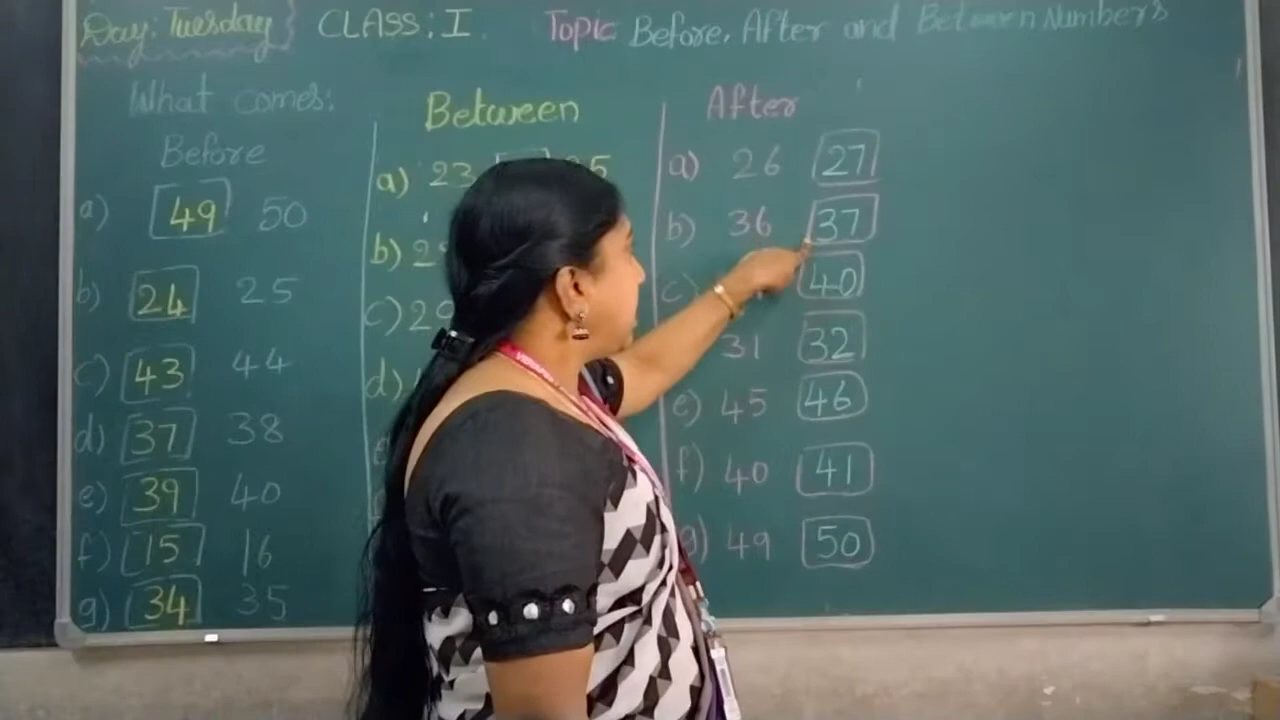 Day: Tuesday CLASS: I Topic Before, After and Between Numbers
What comes:
Before
a) 49 50
b) 24 25
c) 43 44
d) 37 38
e) 39 40
f) 15 16
g) 34 35
Between
a) 23
b) 2
c) 29
d)
After
a) 26 27
b) 36 37
c) 40
31 32
e) 45 46
f) 40 41
g) 49 50